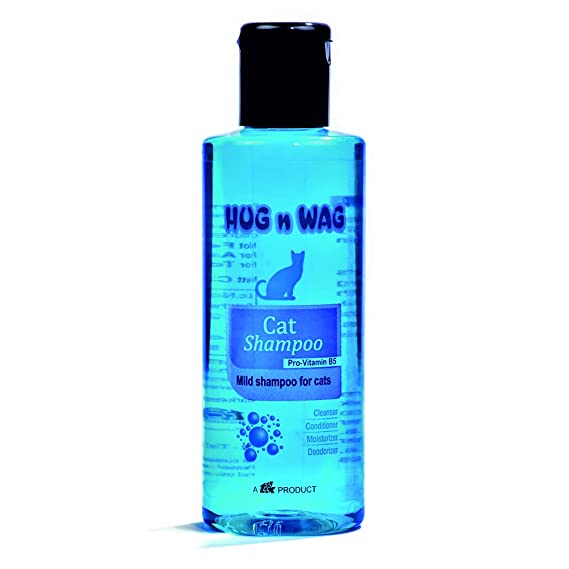 HUG n WAG
Cat
Shampoo
Pro-Vitamin B5
Mild shampoo for cats
Cleanser
Conditioner
Moisturizer
Deodorizer
A PRODUCT